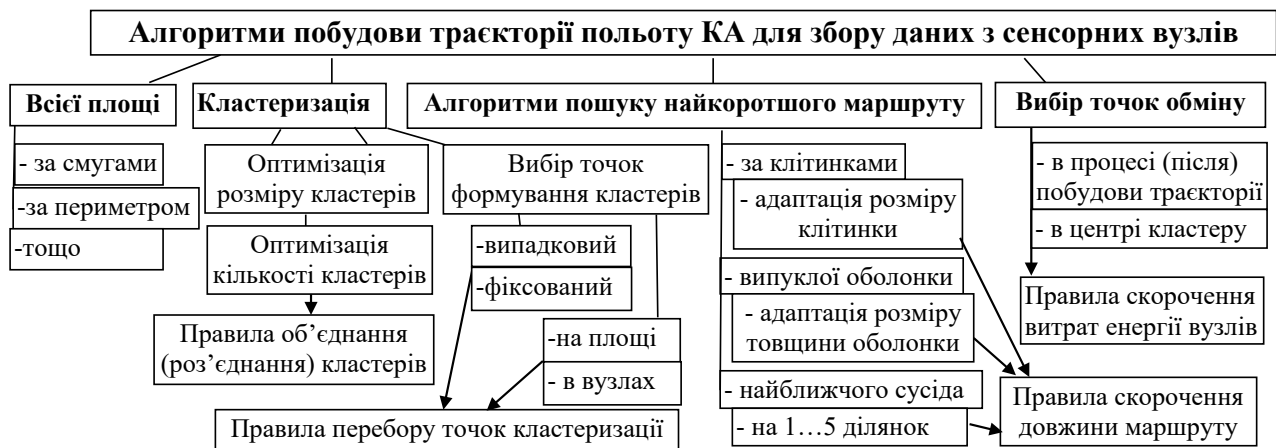 Алгоритми побудови траєкторії польоту КА для збору даних з сенсорних вузлів
Всієї площі
- за смугами
-за периметром
-тощо
Кластеризація
Оптимізація
розміру кластерів
Оптимізація
кількості кластерів
Правила об’єднання
(роз’єднання) кластерів
Вибір точок
формування кластерів
-випадковий
-фіксований
-на площі
- в вузлах
Правила перебору точок кластеризації
Алгоритми пошуку найкоротшого маршруту
- за клітинками
- адаптація розміру
клітинки
- випуклої оболонки
- адаптація розміру
товщини оболонки
- найближчого сусіда
- на 1…5 ділянок
Вибір точок обміну
- в процесі (після)
побудови траєкторії
- в центрі кластеру
Правила скорочення
витрат енергії вузлів
Правила скорочення
довжини маршруту